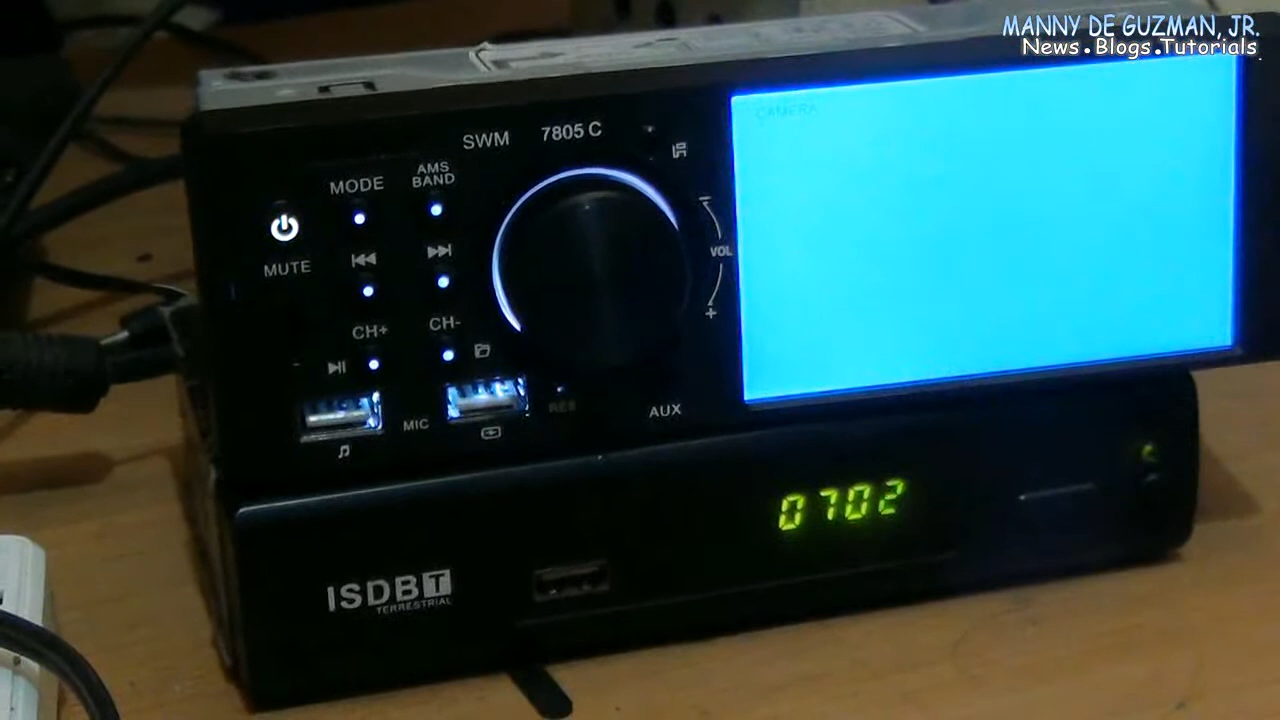 MANNY DE GUZMAN, JR.
News.Blogs.Tutorials
SWM 7805 C
CAMERA
MODE
AMS
BAND
MUTE
VOL
CH+
CH-
MIC
RES
AUX
0702
ISDBT
TERRESTRIAL